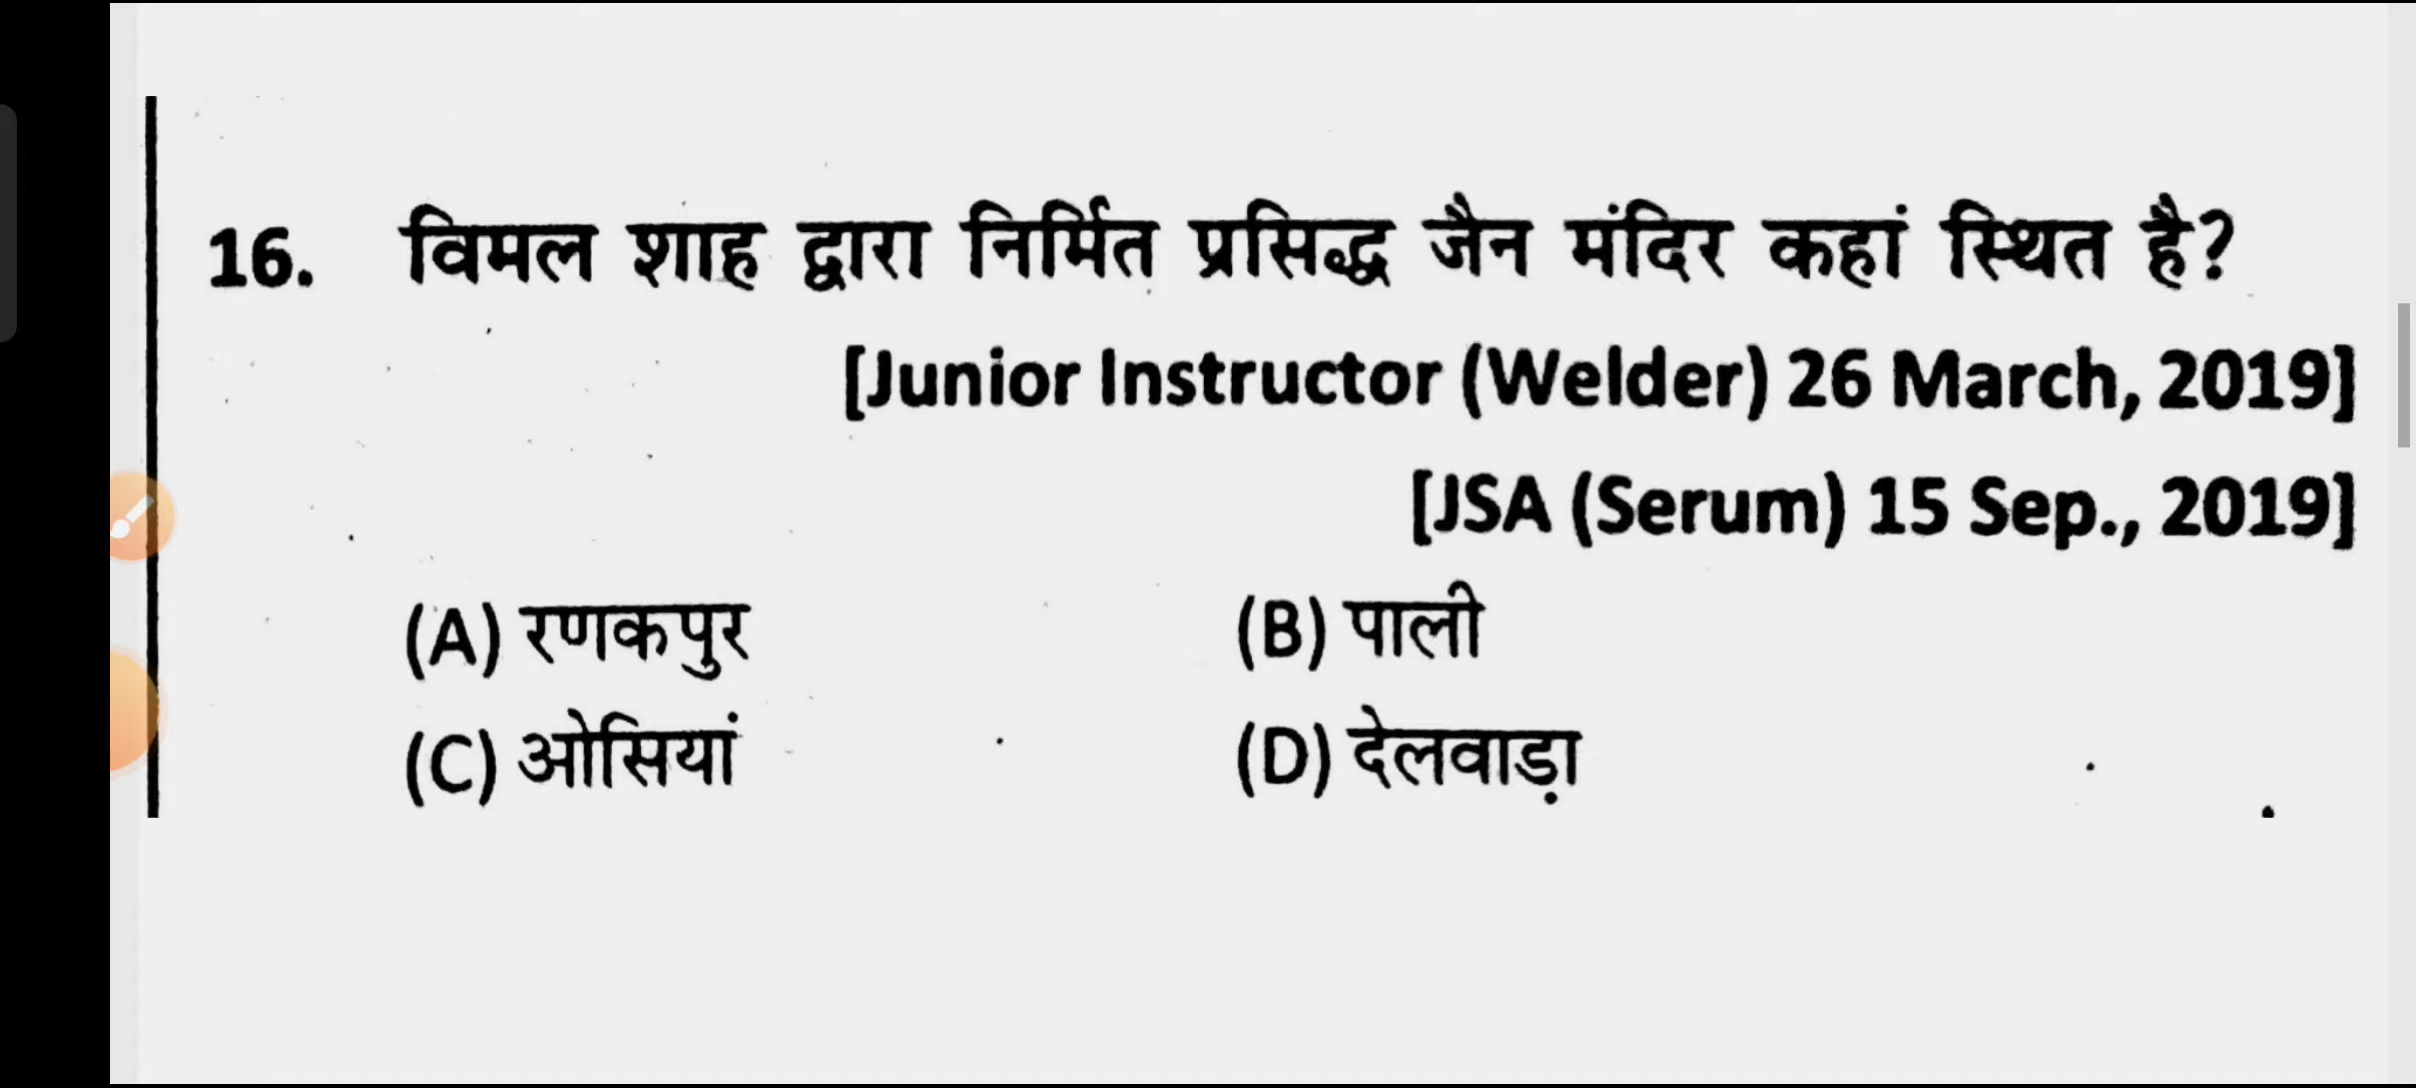 16. विमल शाह द्वारा निर्मित प्रसिद्ध जैन मंदिर कहां स्थित है?
[Junior Instructor (Welder) 26 March, 2019]
[JSA (Serum) 15 Sep., 2019]
(A) रणकपुर (B) पाली
(C) ओसियां (D) देलवाड़ा